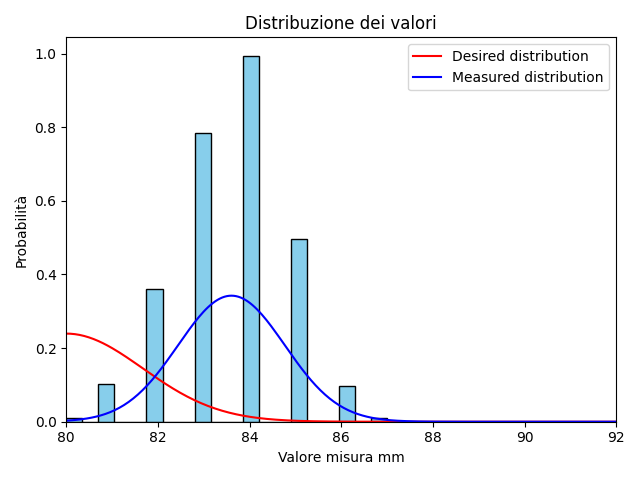 Distribuzione dei valori
Desired distribution
Measured distribution
Probabilità
1.0
0.8
0.6
0.4
0.2
0.0
80 82 84 86 88 90 92
Valore misura mm